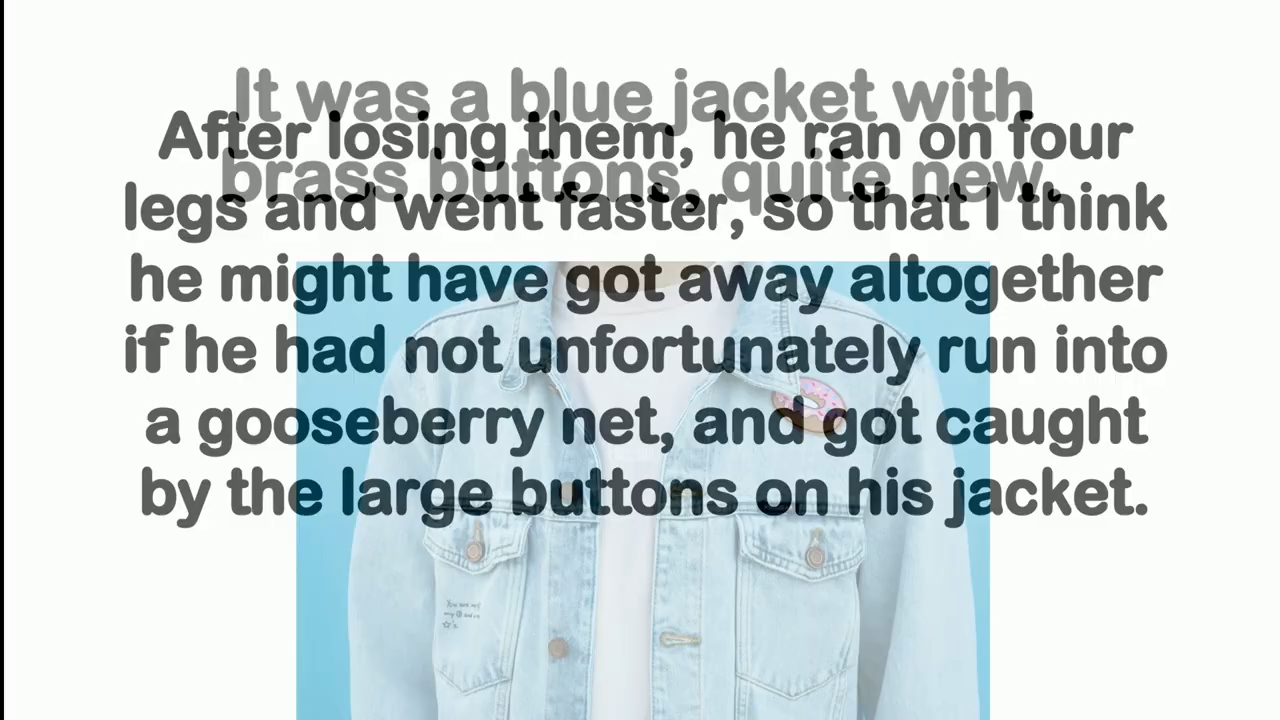 It was a blue jacket with
brass buttons, quite new.
After losing them, he ran on four
legs and went faster, so that I think
he might have got away altogether
if he had not unfortunately run into
a gooseberry net, and got caught
by the large buttons on his jacket.